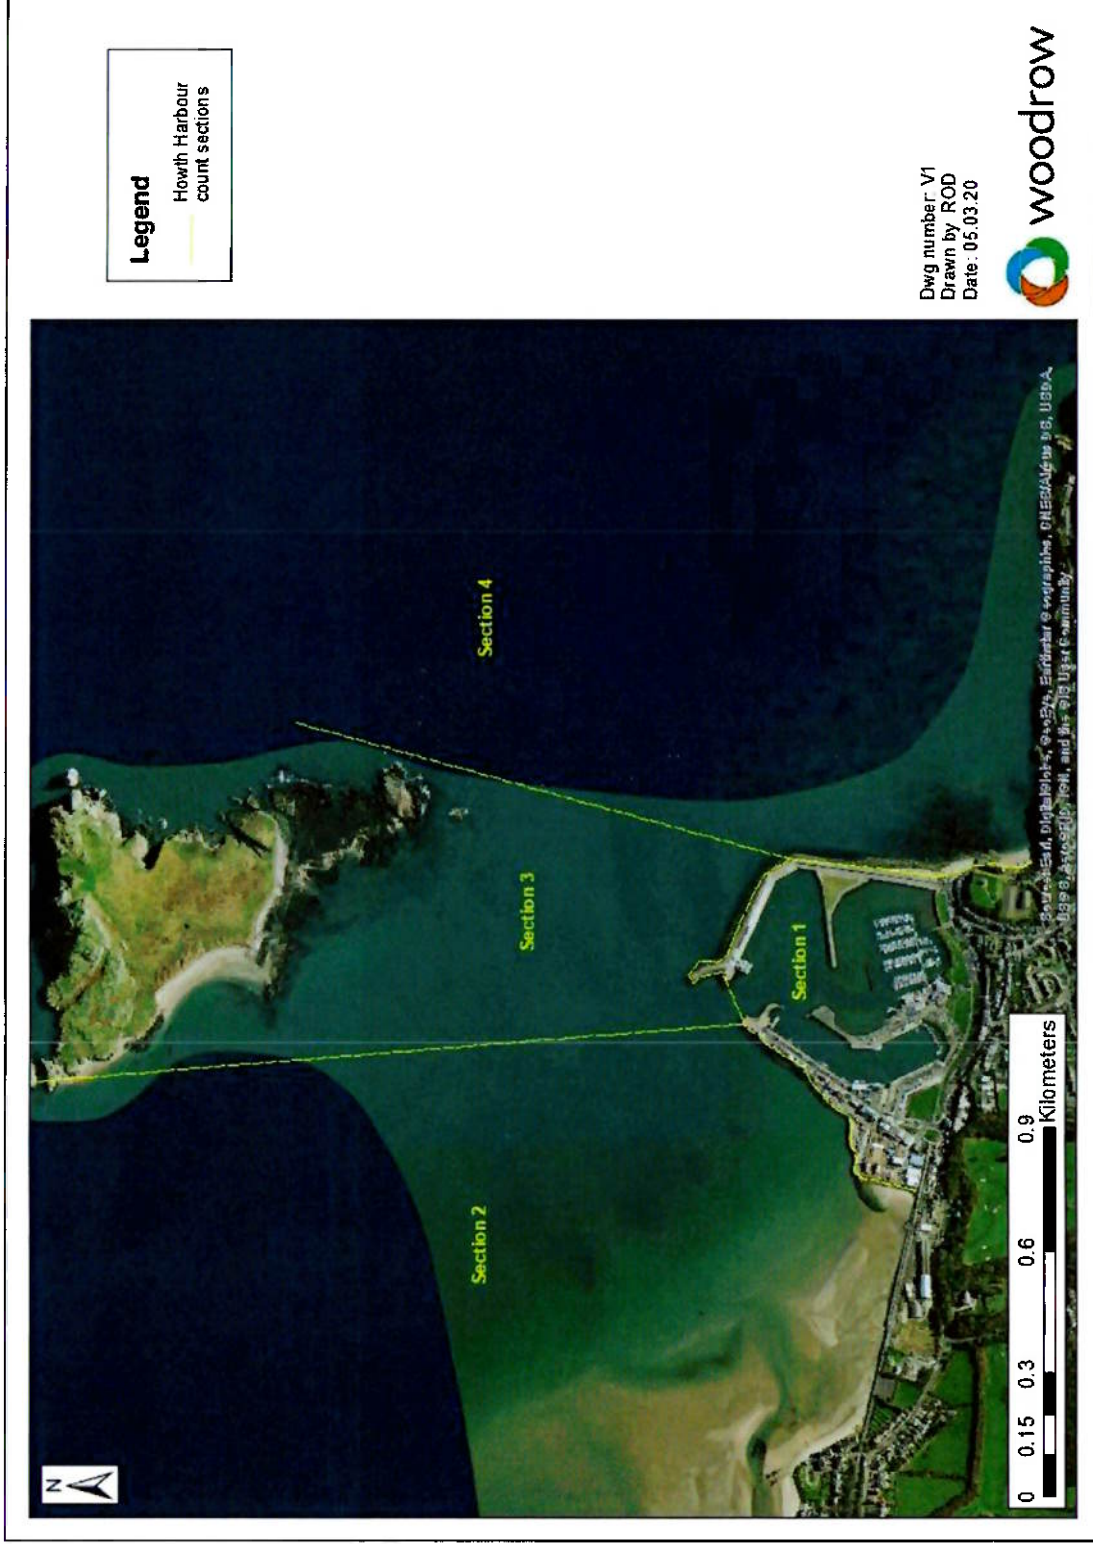 N
Section 2
Section 3
Section 4
Section 1
0 0.15 0.3 0.6 0.9
Kilometers
Legend
Howth Harbour
count sections
Dwg number: V1
Drawn by ROD
Date: 05.03.20
woodrow